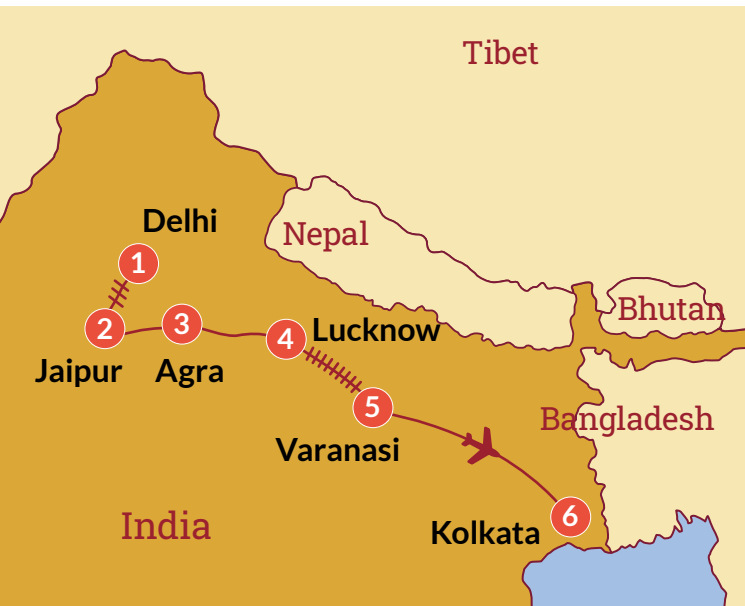 Tibet
Delhi
Nepal
1
Bhutan
2
3
4
Lucknow
Jaipur
Agra
5
Bangladesh
Varanasi
India
Kolkata
6